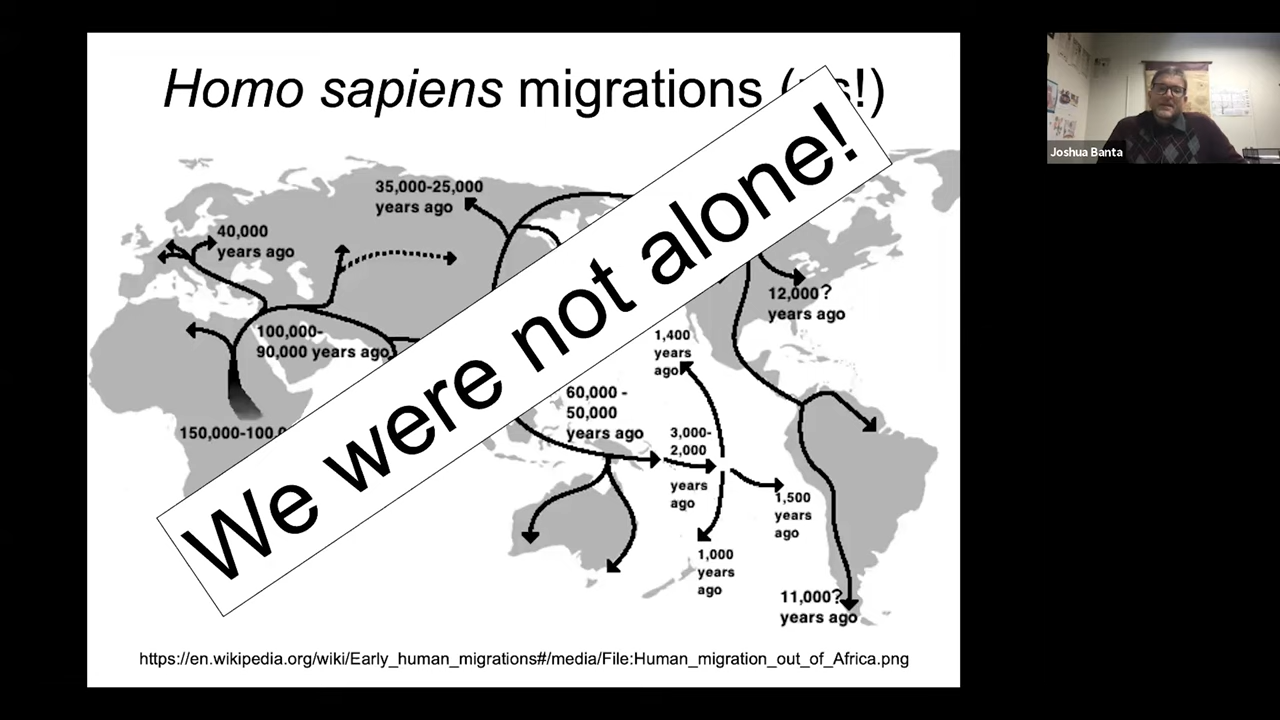 Homo sapiens migrations (us!)
Joshua Banta
We were not alone!
35,000-25,000
years ago
40,000
years ago
12,000?
years ago
100,000-
90,000 years ago
1,400
years
ago
60,000 -
50,000
years ago
150,000-100,0
3,000-
2,000
years
ago
1,500
years
ago
1,000
years
ago
11,000?
years ago
https://en.wikipedia.org/wiki/Early_human_migrations#/media/File:Human_migration_out_of_Africa.png